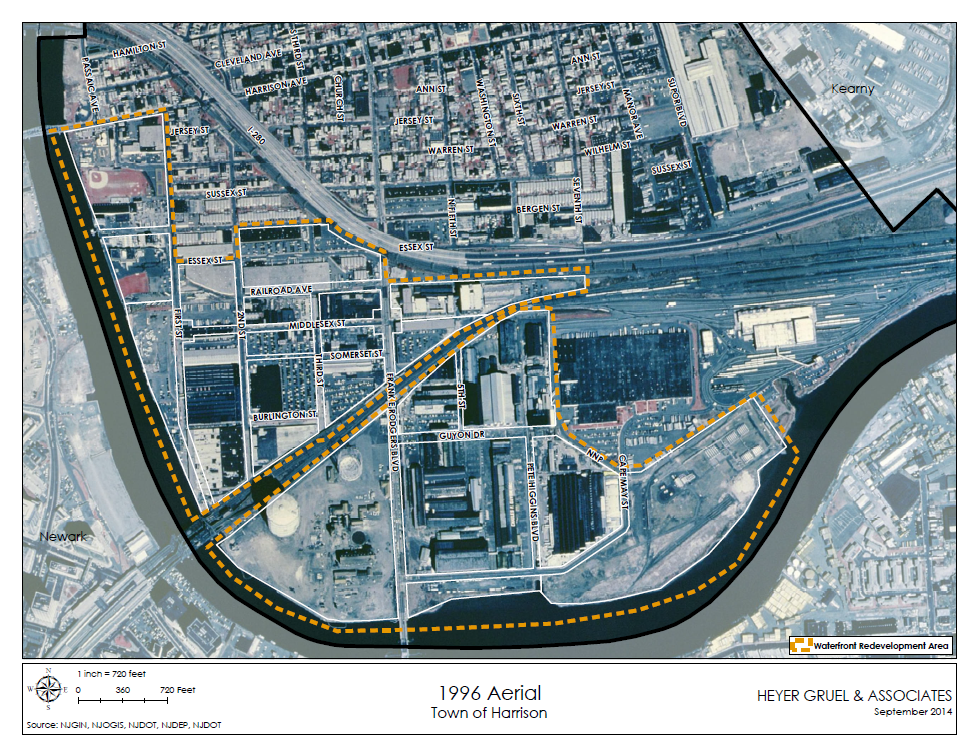 HAMILTON ST
S THIRD ST
CLEVELAND AVE
HARRISON AVE
PASSAIC AVE
CHURCH ST
ANN ST
ANN ST
JERSEY ST
JERSEY ST
JERSEY ST
WASHINGTON ST
SIXTH ST
MANOR AVE
SUPOR BLVD
Kearny
I-280
WARREN ST
WARREN ST
WILHELM ST
SUSSEX ST
SUSSEX ST
SEVENTH ST
N FIFTH ST
BERGEN ST
ESSEX ST
ESSEX ST
RAILROAD AVE
FIRST ST
2ND ST
MIDDLESEX ST
THIRD ST
SOMERSET ST
FRANK E RODGERS BLVD
5TH ST
BURLINGTON ST
GUYON DR
NNP
CAPE MAY ST
PETE HIGGINS BLVD
Newark
Waterfront Redevelopment Area
N
W E
S
1 inch = 720 feet
0 360 720 Feet
Source: NJGIN, NJOGIS, NJDOT, NJDEP, NJDOT
1996 Aerial
Town of Harrison
HEYER GRUEL & ASSOCIATES
September 2014